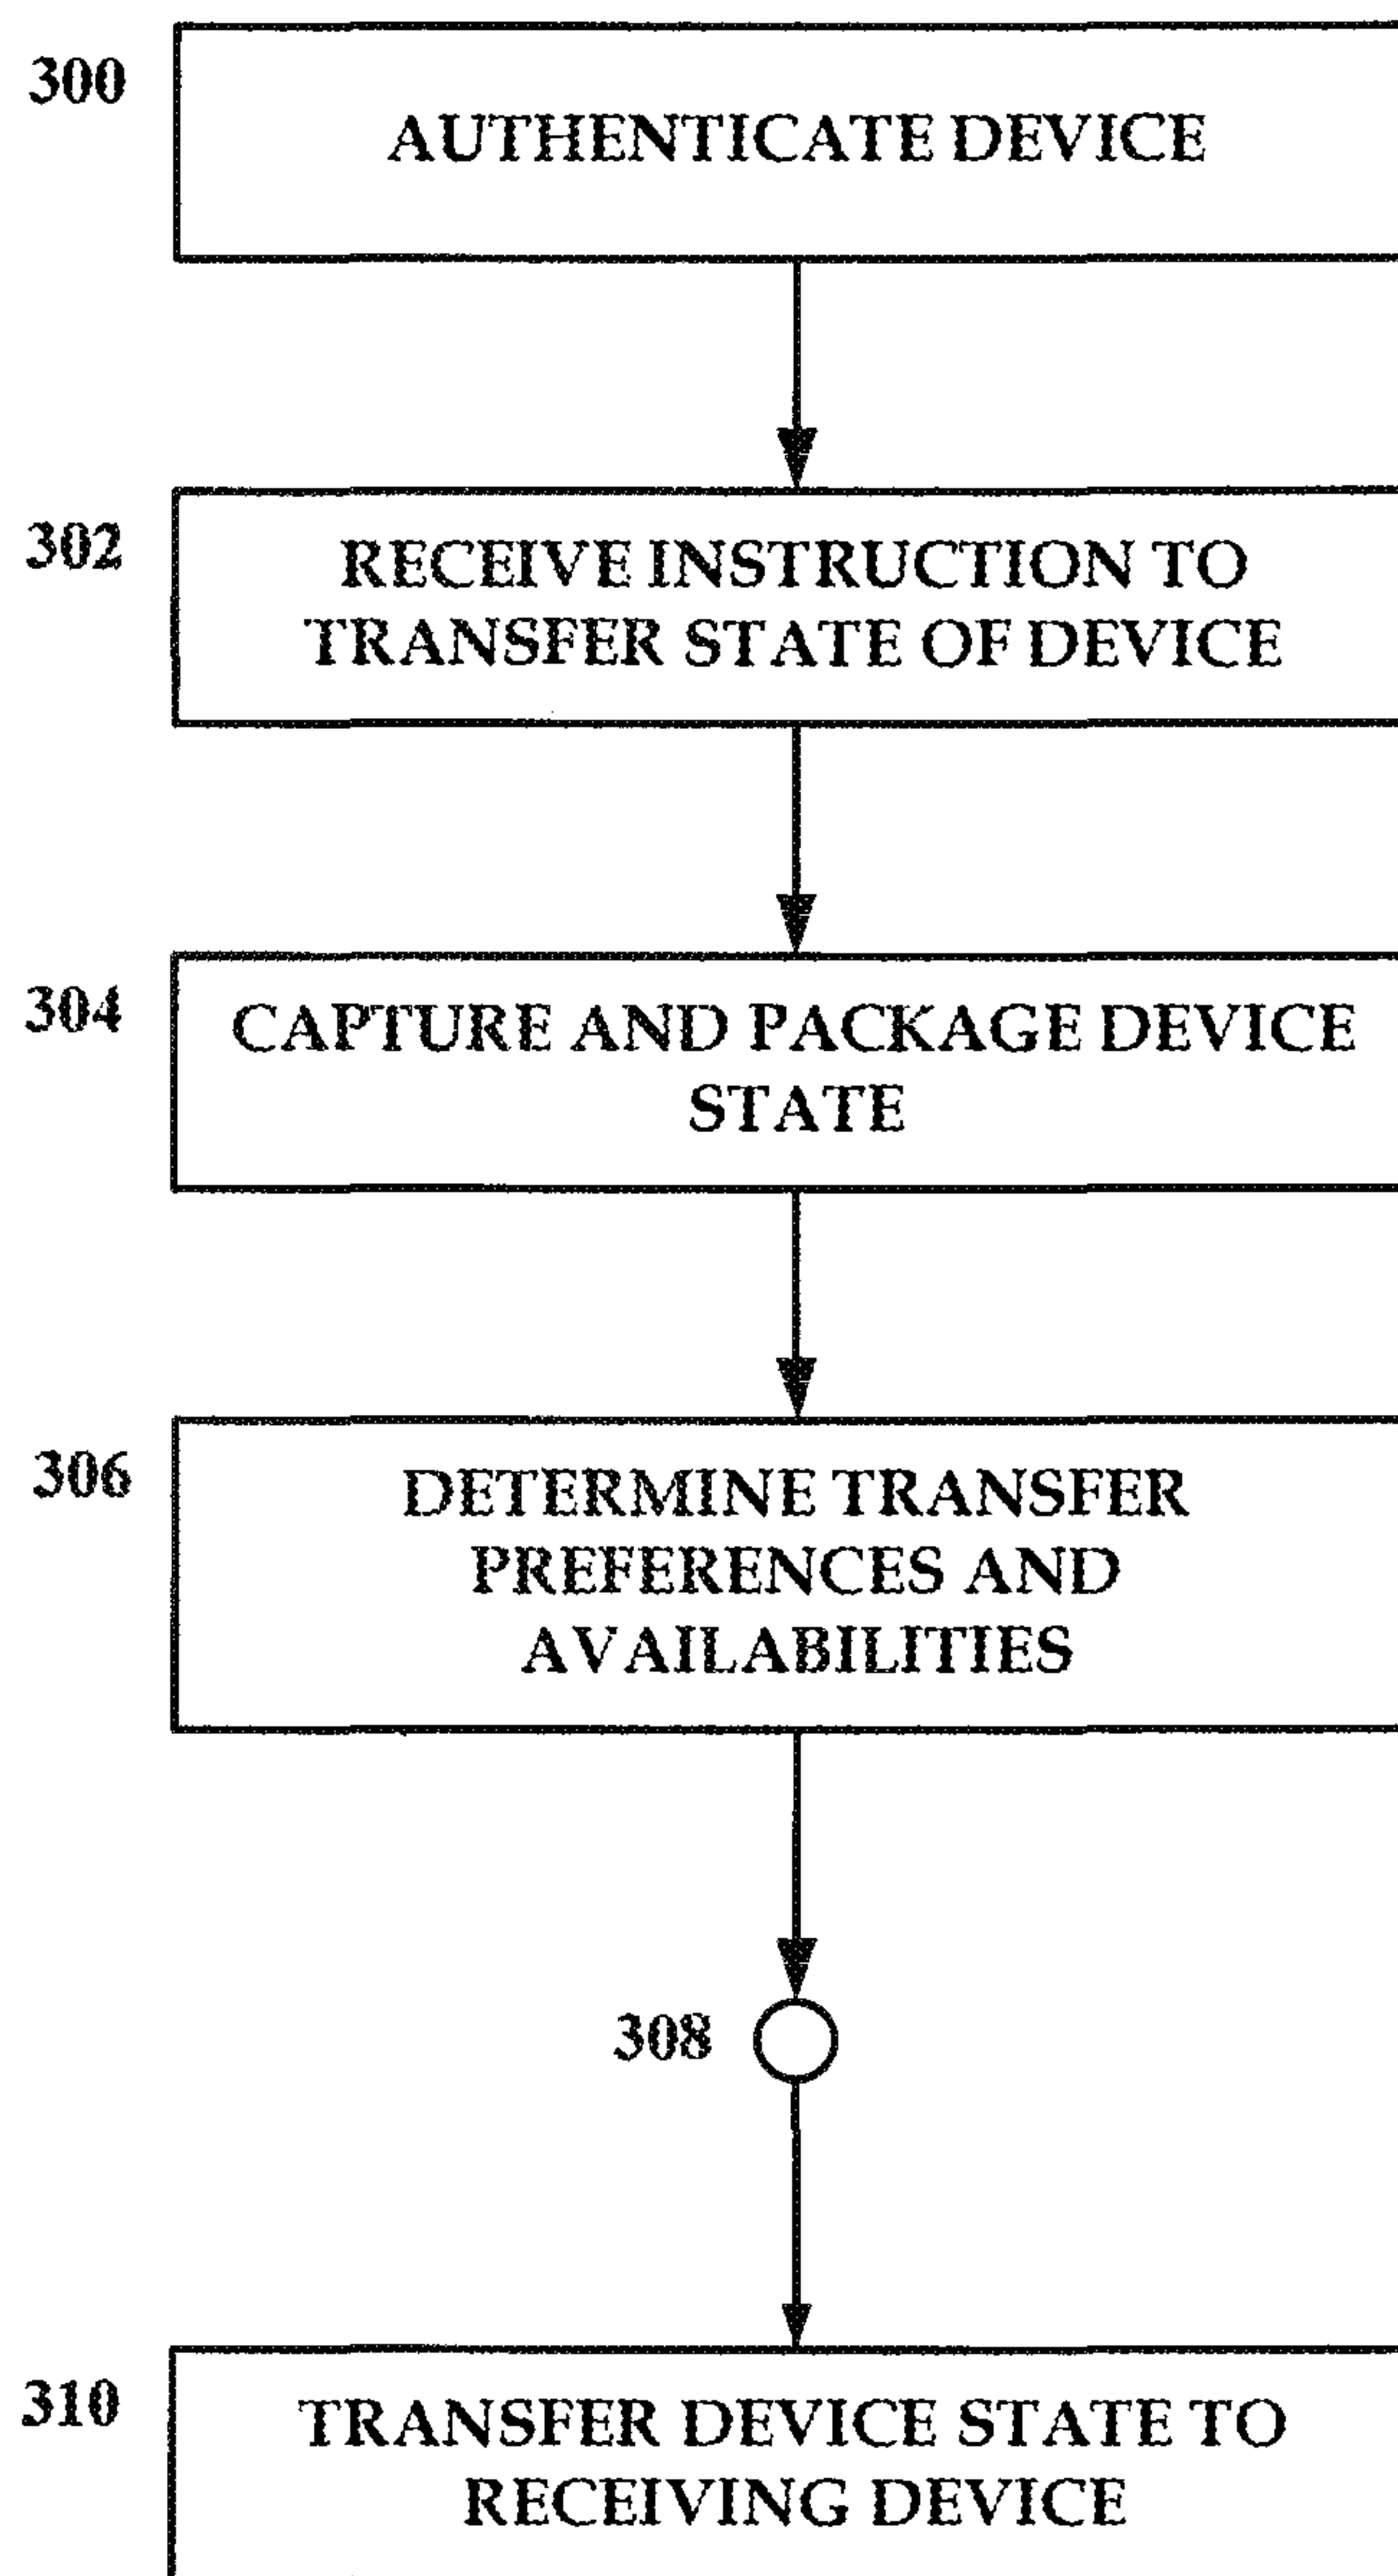 300
AUTHENTICATE DEVICE
302
RECEIVE INSTRUCTION TO
TRANSFER STATE OF DEVICE
304
CAPTURE AND PACKAGE DEVICE
STATE
306
DETERMINE TRANSFER
PREFERENCES AND
AVAILABILITIES
308
310
TRANSFER DEVICE STATE TO
RECEIVING DEVICE